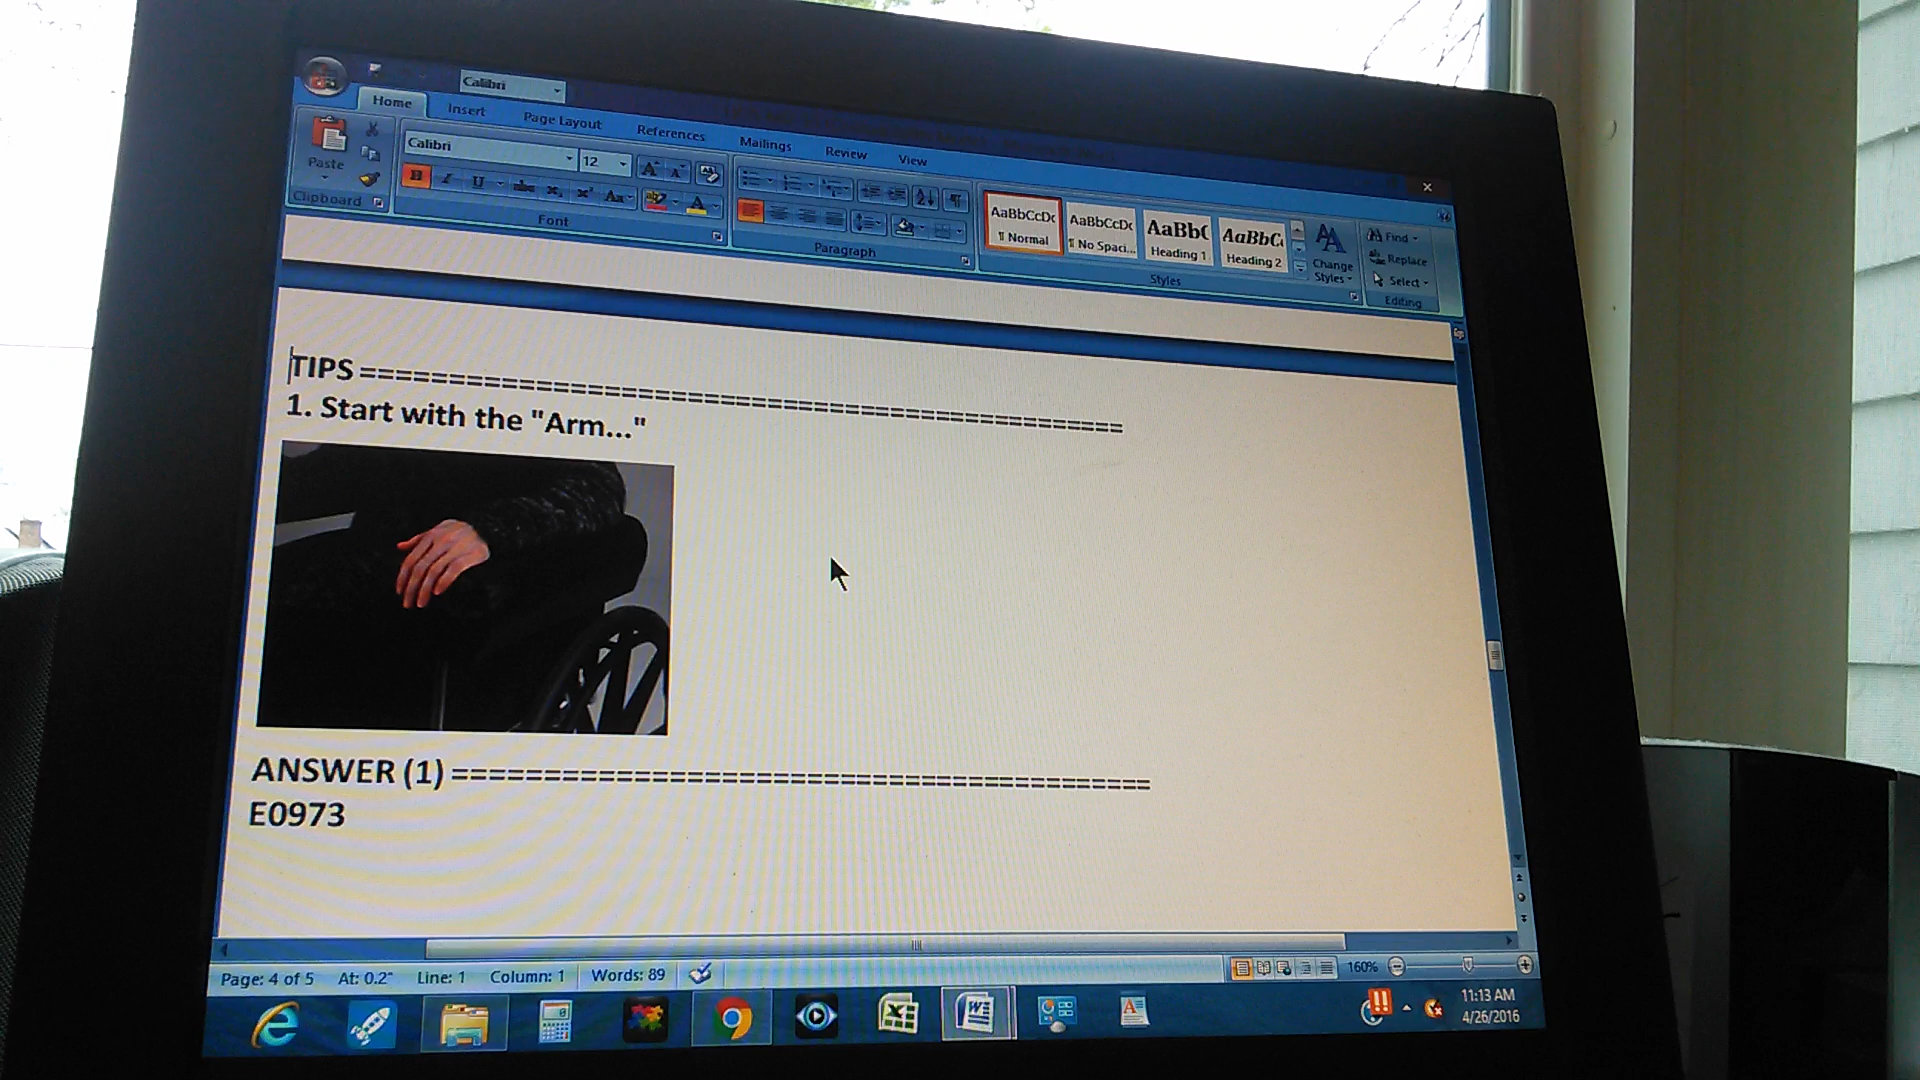 Calibri
Home Insert Page Layout References Mailings Review View
Paste
Clipboard
Calibri 12
Font
Paragraph
AaBbCcDc
¶ Normal
AaBbCcDc
¶ No Spaci...
AaBb(
Heading 1
AaBbC
Heading 2
Change
Styles
Styles
Find
Replace
Select
Editing
TIPS ==========================================================
1. Start with the "Arm..."
ANSWER (1) ======================================================
E0973
Page: 4 of 5 At: 0.2" Line: 1 Column: 1 Words: 89 160%
11:13 AM
4/26/2016